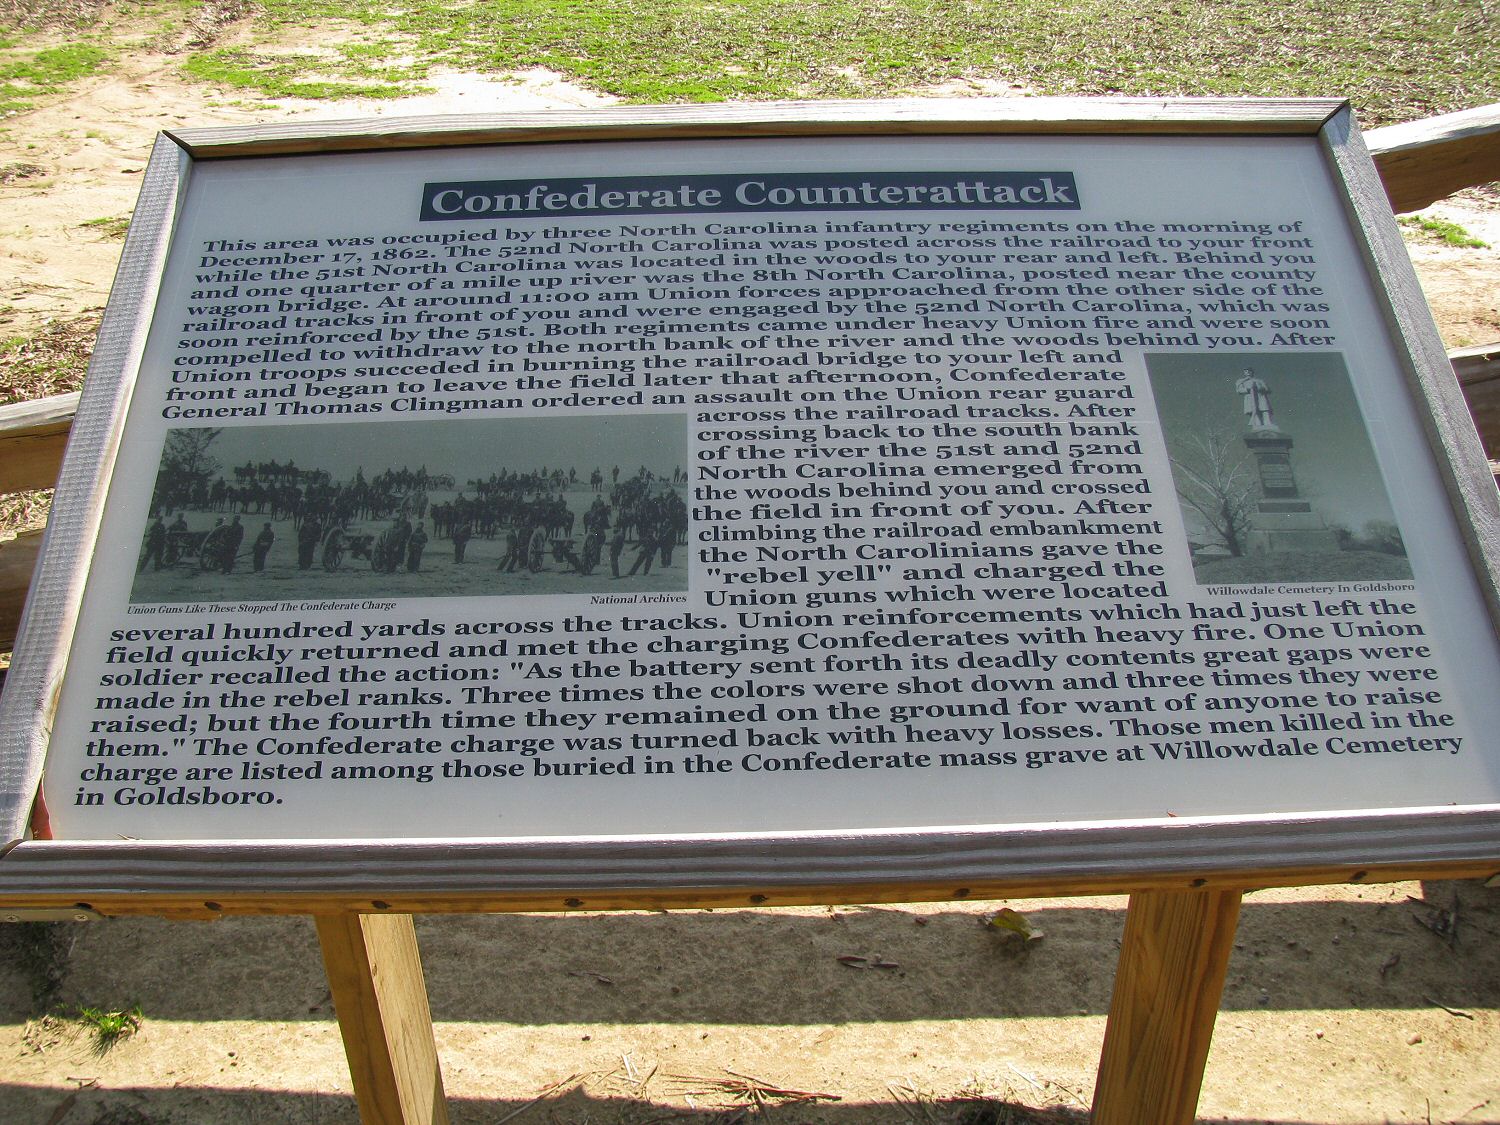 Confederate Counterattack
This area was occupied by three North Carolina infantry regiments on the morning of
December 17, 1862. The 52nd North Carolina was posted across the railroad to your front
while the 51st North Carolina was located in the woods to your rear and left. Behind you
and one quarter of a mile up river was the 8th North Carolina, posted near the county
wagon bridge. At around 11:00 am Union forces approached from the other side of the
railroad tracks in front of you and were engaged by the 52nd North Carolina, which was
soon reinforced by the 51st. Both regiments came under heavy Union fire and were soon
compelled to withdraw to the north bank of the river and the woods behind you. After
Union troops succeded in burning the railroad bridge to your left and
front and began to leave the field later that afternoon, Confederate
General Thomas Clingman ordered an assault on the Union rear guard
across the railroad tracks. After
crossing back to the south bank
of the river the 51st and 52nd
North Carolina emerged from
the woods behind you and crossed
the field in front of you. After
climbing the railroad embankment
the North Carolinians gave the
"rebel yell" and charged the
Union guns which were located
Union Guns Like These Stopped The Confederate Charge
National Archives
Willowdale Cemetery In Goldsboro
several hundred yards across the tracks. Union reinforcements which had just left the
field quickly returned and met the charging Confederates with heavy fire. One Union
soldier recalled the action: "As the battery sent forth its deadly contents great gaps were
made in the rebel ranks. Three times the colors were shot down and three times they were
raised; but the fourth time they remained on the ground for want of anyone to raise
them." The Confederate charge was turned back with heavy losses. Those men killed in the
charge are listed among those buried in the Confederate mass grave at Willowdale Cemetery
in Goldsboro.